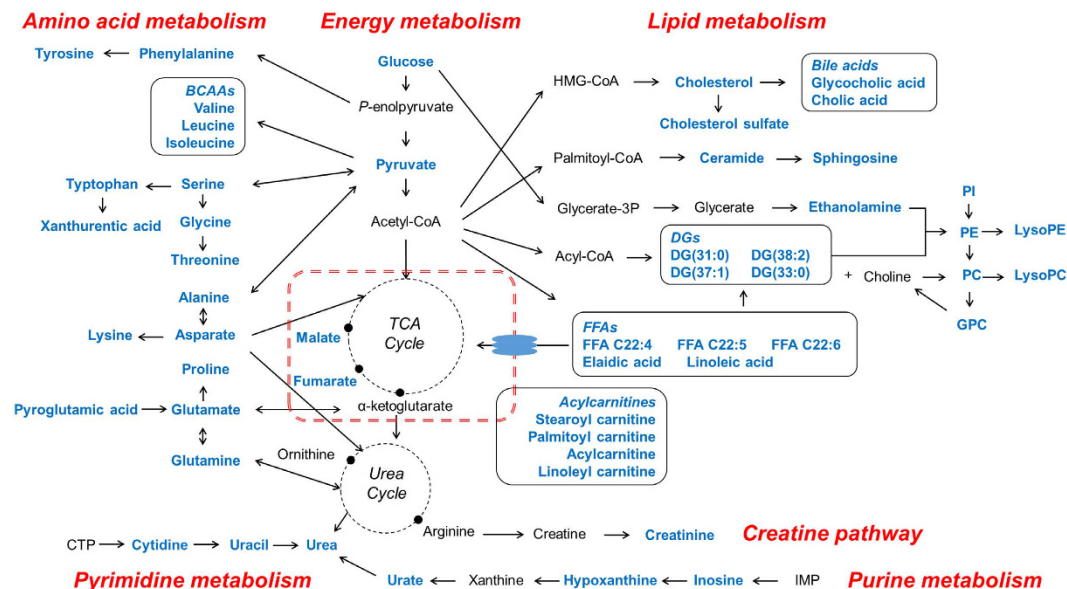 Amino acid metabolism
Energy metabolism
Lipid metabolism
Tyrosine
Phenylalanine
Glucose
P-enolpyruvate
Pyruvate
Acetyl-CoA
BCAAs
Valine
Leucine
Isoleucine
Typtophan
Serine
Xanthurentic acid
Glycine
Threonine
Alanine
Lysine
Asparate
Proline
Pyroglutamic acid
Glutamate
Glutamine
HMG-CoA
Cholesterol
Bile acids
Glycocholic acid
Cholic acid
Cholesterol sulfate
Palmitoyl-CoA
Ceramide
Sphingosine
Glycerate-3P
Glycerate
Ethanolamine
PI
PE
LysoPE
Acyl-CoA
DGs
DG(31:0) DG(38:2)
DG(37:1) DG(33:0)
+ Choline
PC
LysoPC
GPC
TCA
Cycle
Malate
Fumarate
α-ketoglutarate
FFAs
FFA C22:4 FFA C22:5 FFA C22:6
Elaidic acid Linoleic acid
Acylcarnitines
Stearoyl carnitine
Palmitoyl carnitine
Acylcarnitine
Linoleyl carnitine
Ornithine
Urea
Cycle
Arginine
Creatine
Creatinine
Creatine pathway
CTP
Cytidine
Uracil
Urea
Pyrimidine metabolism
Urate
Xanthine
Hypoxanthine
Inosine
IMP
Purine metabolism